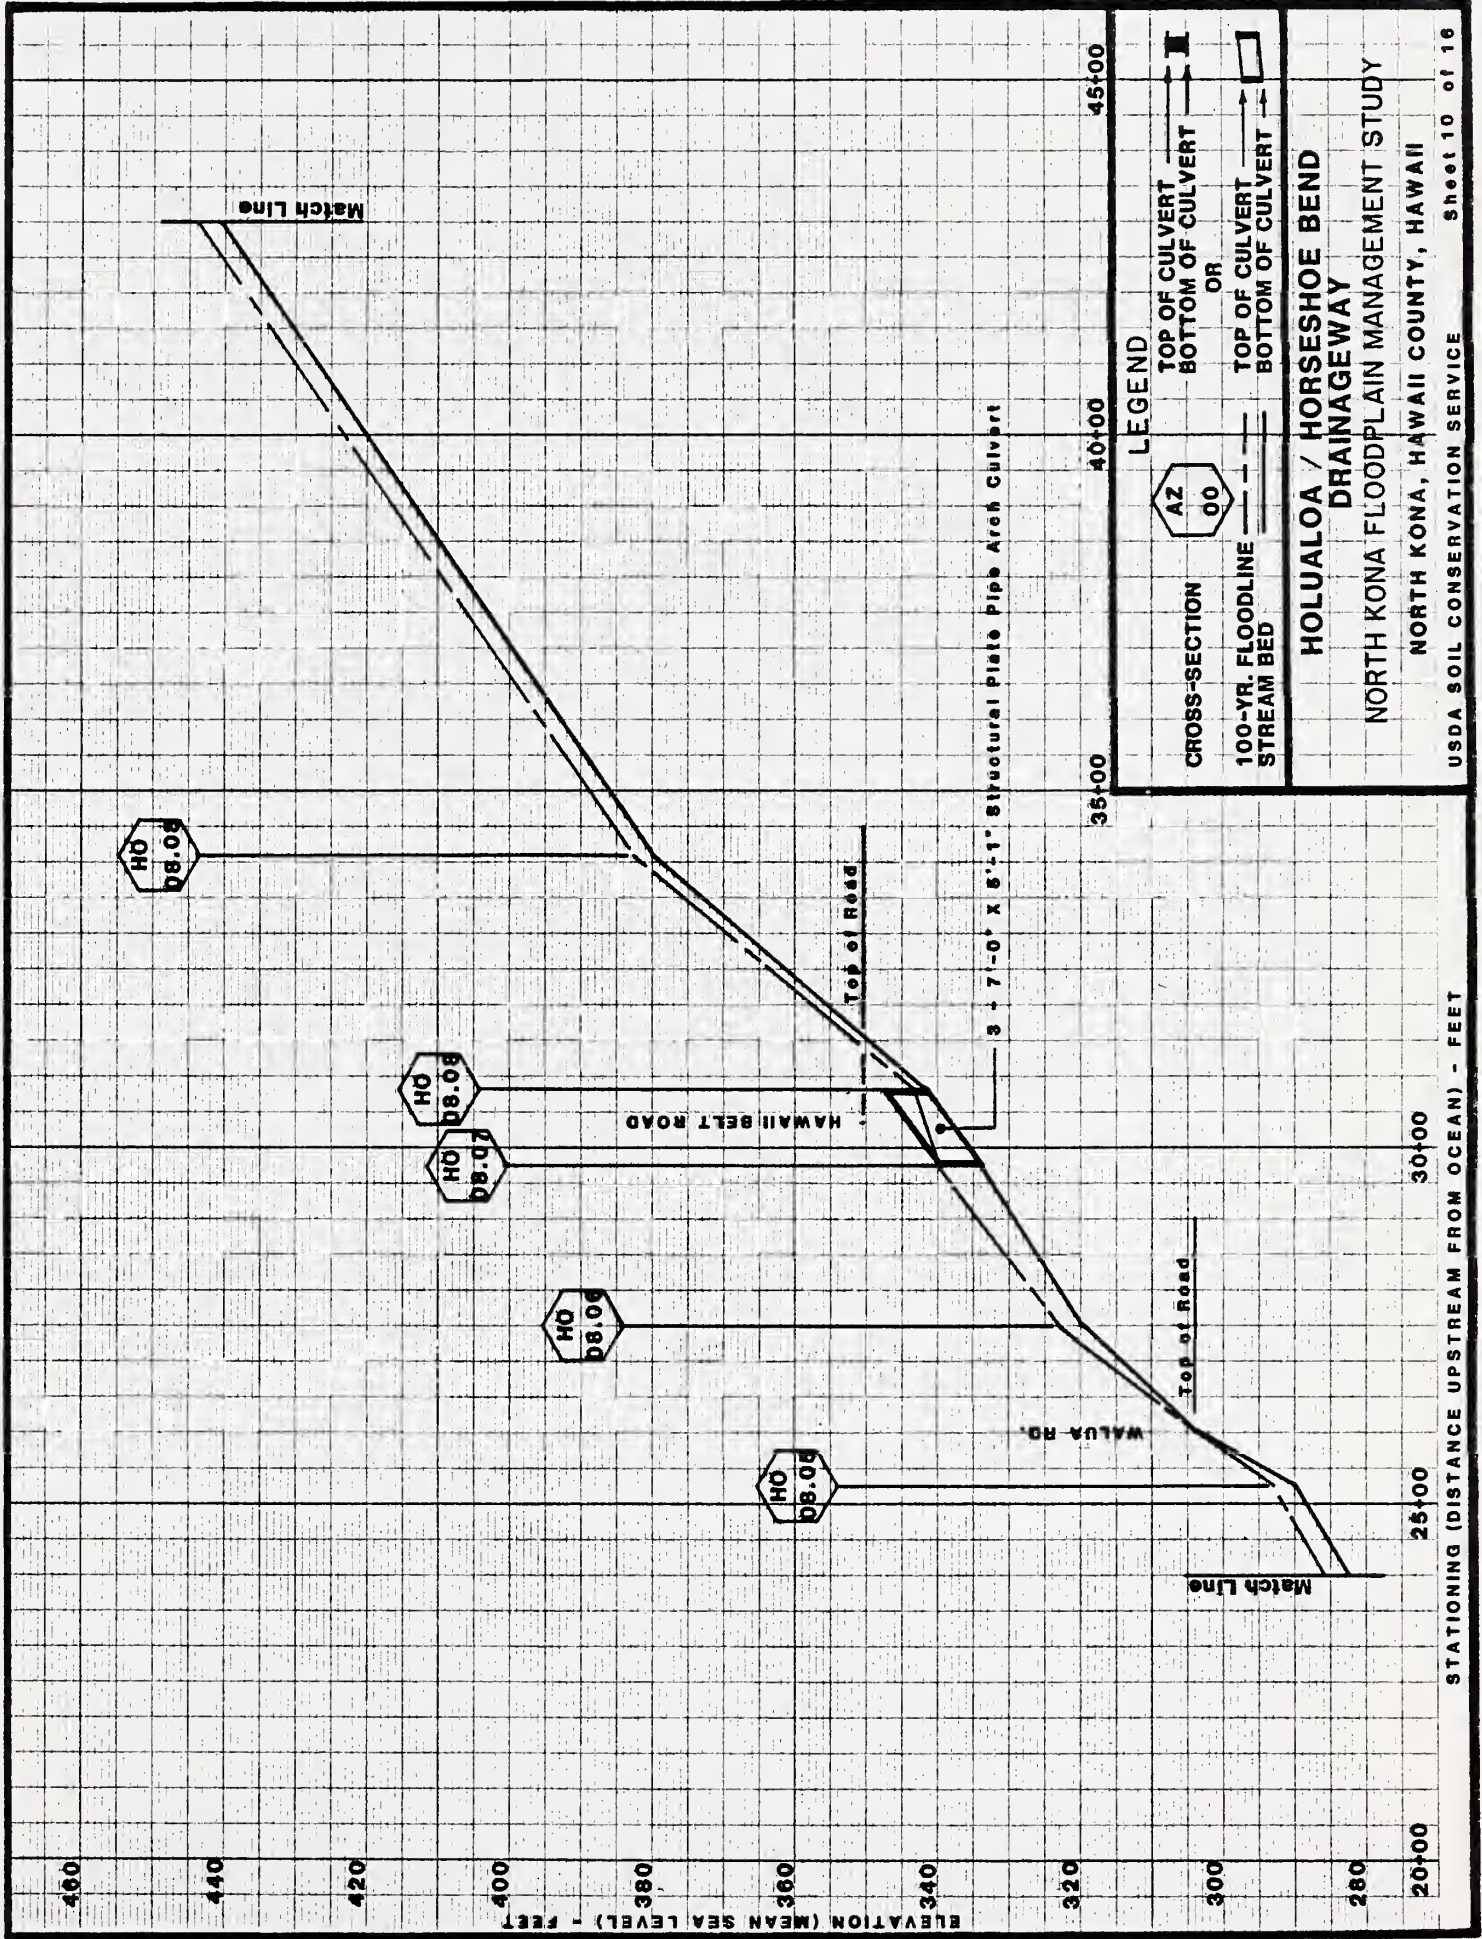 460
440
420
400
380
360
340
320
300
280
ELEVATION (MEAN SEA LEVEL) - FEET
20+00
25+00
30+00
35+00
40+00
45+00
STATIONING (DISTANCE UPSTREAM FROM OCEAN) - FEET
Match Line
HO
08.05
WALUA RD.
Top of Road
HO
08.06
HO
08.07
HO
08.08
HAWAII BELT ROAD
Top of Road
3 - 7'-0" X 5'-1" Structural Plate Pipe Arch Culvert
HO
Match Line
LEGEND
CROSS-SECTION
AZ
00
TOP OF CULVERT
BOTTOM OF CULVERT
OR
100-YR. FLOODLINE
STREAM BED
TOP OF CULVERT
BOTTOM OF CULVERT
HOLUALOA / HORSESHOE BEND
DRAINAGEWAY
NORTH KONA FLOODPLAIN MANAGEMENT STUDY
NORTH KONA, HAWAII COUNTY, HAWAII
USDA SOIL CONSERVATION SERVICE
Sheet 10 of 16